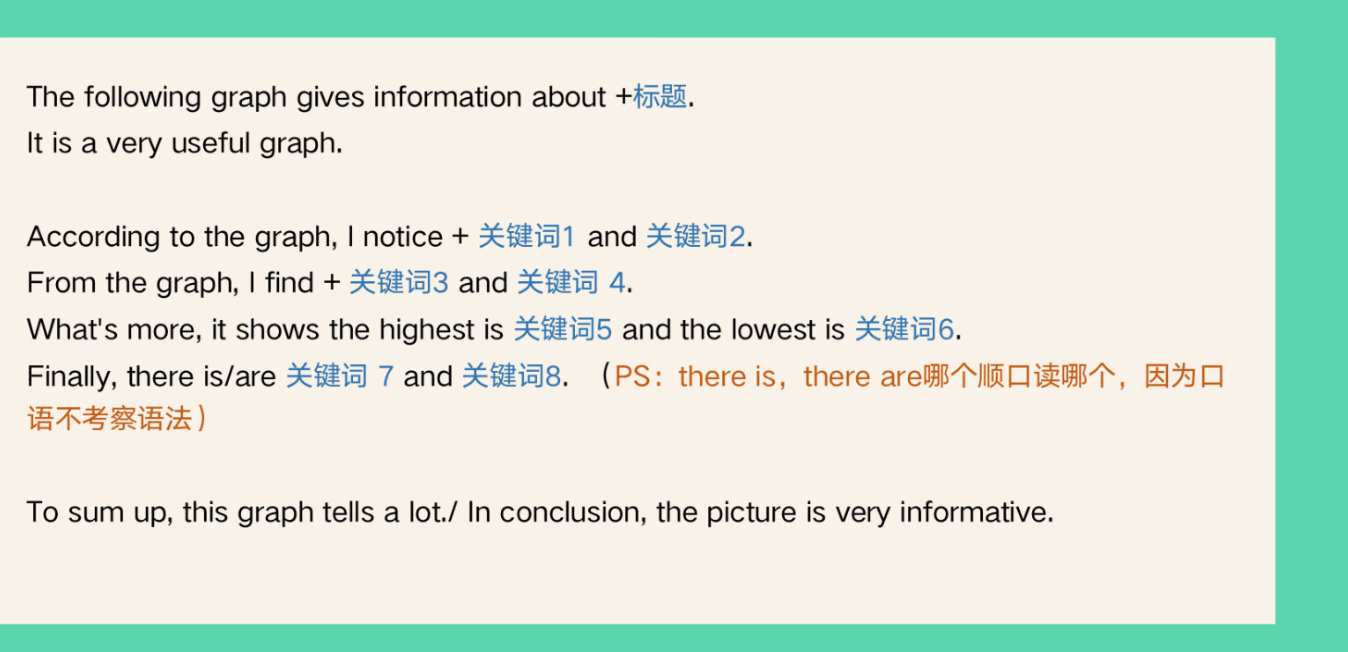 The following graph gives information about +标题.
It is a very useful graph.
According to the graph, I notice + 关键词1 and 关键词2.
From the graph, I find + 关键词3 and 关键词 4.
What's more, it shows the highest is 关键词5 and the lowest is 关键词6.
Finally, there is/are 关键词 7 and 关键词8. （PS：there is，there are哪个顺口读哪个，因为口
语不考察语法）
To sum up, this graph tells a lot./ In conclusion, the picture is very informative.